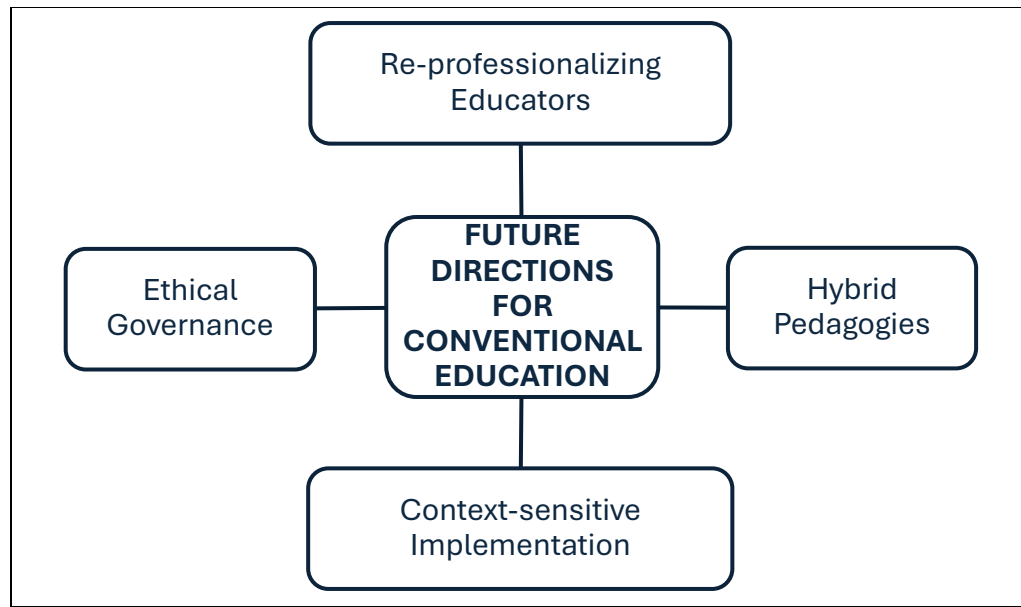 Re-professionalizing
Educators
Ethical
Governance
FUTURE
DIRECTIONS
FOR
CONVENTIONAL
EDUCATION
Hybrid
Pedagogies
Context-sensitive
Implementation